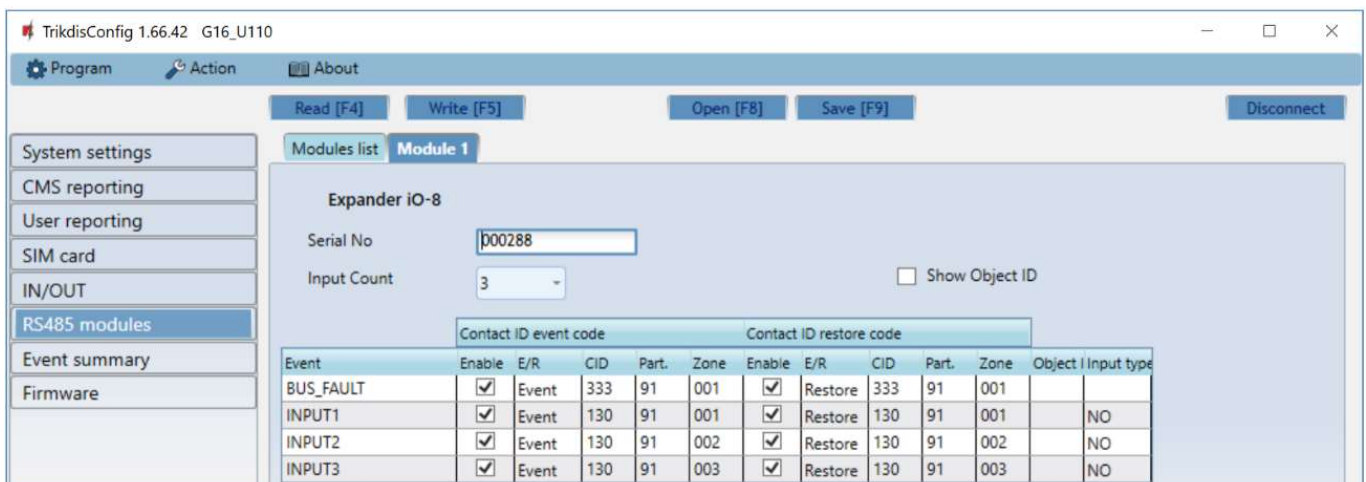 TrikdisConfig 1.66.42 G16_U110
Program Action About
Read [F4] Write [F5] Open [F8] Save [F9] Disconnect
System settings
CMS reporting
User reporting
SIM card
IN/OUT
RS485 modules
Event summary
Firmware
Modules list Module 1
Expander iO-8
Serial No 000288
Input Count 3 Show Object ID
Contact ID event code Contact ID restore code
Event Enable E/R CID Part. Zone Enable E/R CID Part. Zone Object I Input type
BUS_FAULT Event 333 91 001 Restore 333 91 001
INPUT1 Event 130 91 001 Restore 130 91 001 NO
INPUT2 Event 130 91 002 Restore 130 91 002 NO
INPUT3 Event 130 91 003 Restore 130 91 003 NO